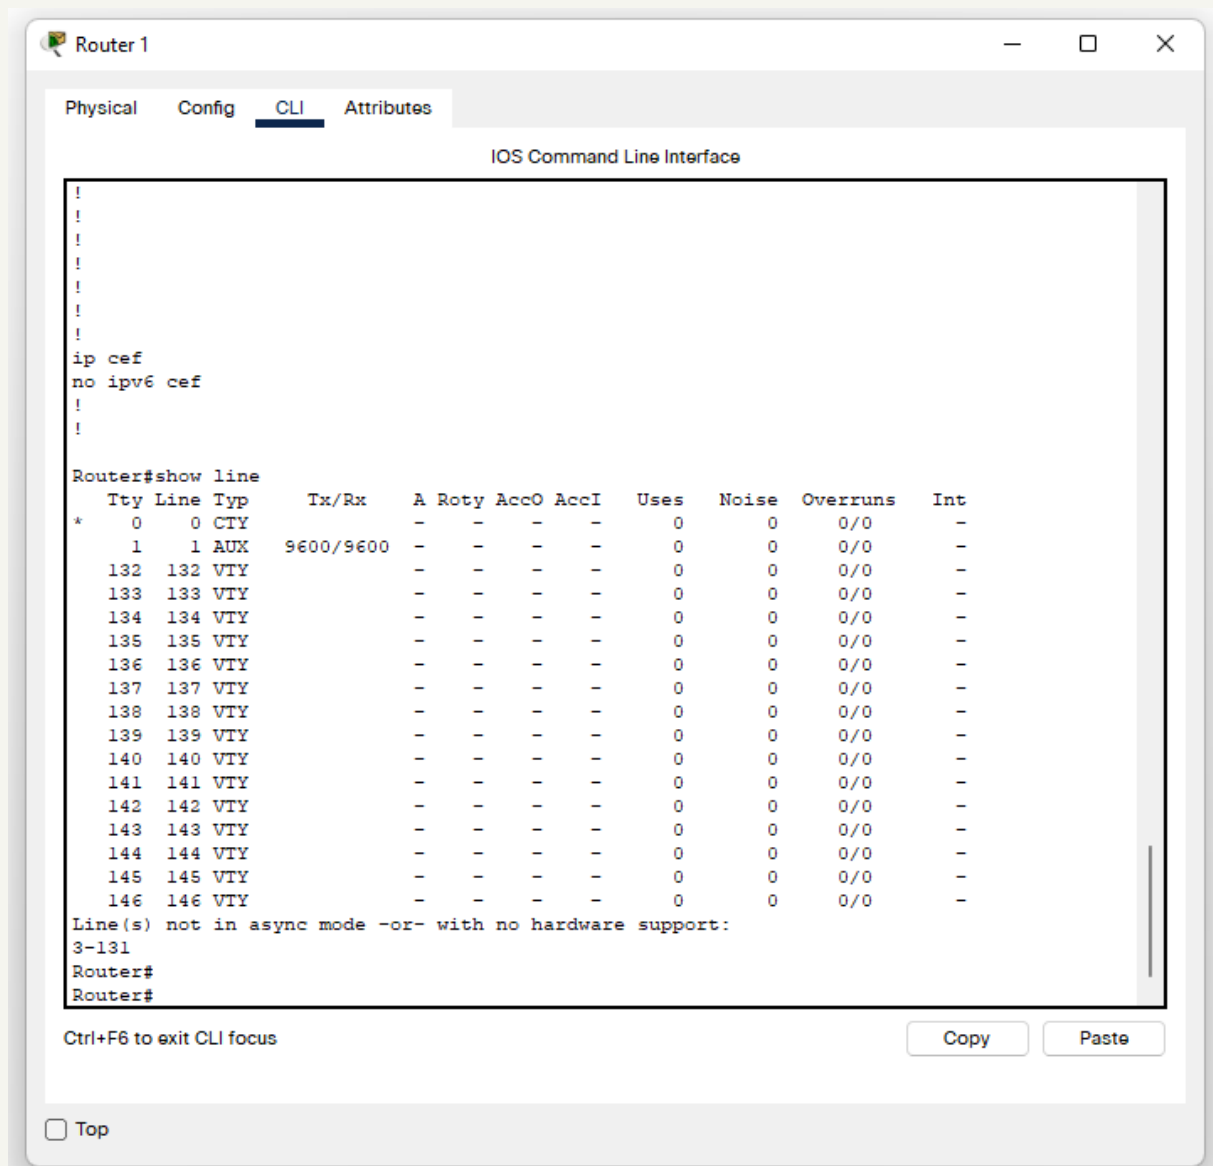 Router 1
Physical Config CLI Attributes
IOS Command Line Interface
!
!
!
!
!
!
!
ip cef
no ipv6 cef
!
!
Router#show line
Tty Line Typ Tx/Rx A Roty AccO AccI Uses Noise Overruns Int
* 0 0 CTY - - - - 0 0 0/0 -
1 1 AUX 9600/9600 - - - - 0 0 0/0 -
132 132 VTY - - - - 0 0 0/0 -
133 133 VTY - - - - 0 0 0/0 -
134 134 VTY - - - - 0 0 0/0 -
135 135 VTY - - - - 0 0 0/0 -
136 136 VTY - - - - 0 0 0/0 -
137 137 VTY - - - - 0 0 0/0 -
138 138 VTY - - - - 0 0 0/0 -
139 139 VTY - - - - 0 0 0/0 -
140 140 VTY - - - - 0 0 0/0 -
141 141 VTY - - - - 0 0 0/0 -
142 142 VTY - - - - 0 0 0/0 -
143 143 VTY - - - - 0 0 0/0 -
144 144 VTY - - - - 0 0 0/0 -
145 145 VTY - - - - 0 0 0/0 -
146 146 VTY - - - - 0 0 0/0 -
Line(s) not in async mode -or- with no hardware support:
3-131
Router#
Router#
Ctrl+F6 to exit CLI focus
Copy Paste
Top